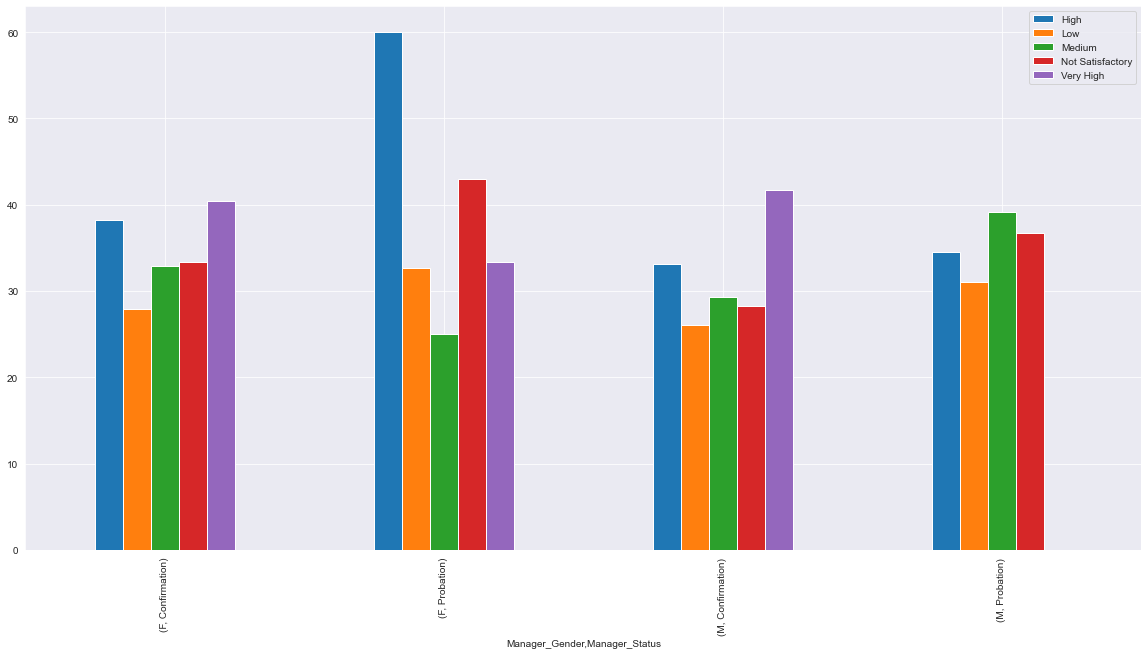 High
Low
Medium
Not Satisfactory
Very High
60
50
40
30
20
10
0
(F, Confirmation)
(F, Probation)
(M, Confirmation)
(M, Probation)
Manager_Gender,Manager_Status